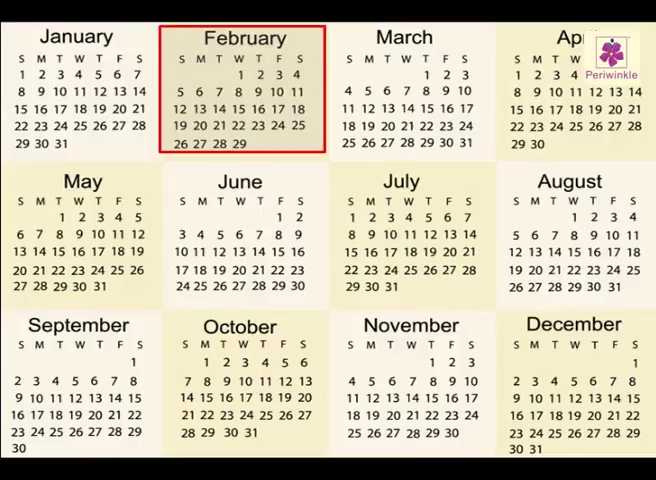 January
S M T W T F S
1 2 3 4 5 6 7
8 9 10 11 12 13 14
15 16 17 18 19 20 21
22 23 24 25 26 27 28
29 30 31
February
S M T W T F S
1 2 3 4
5 6 7 8 9 10 11
12 13 14 15 16 17 18
19 20 21 22 23 24 25
26 27 28 29
March
S M T W T F S
1 2 3
4 5 6 7 8 9 10
11 12 13 14 15 16 17
18 19 20 21 22 23 24
25 26 27 28 29 30 31
Periwinkle
S M T
1 2 3 4
8 9 10 11 12 13 14
15 16 17 18 19 20 21
22 23 24 25 26 27 28
29 30
May
S M T W T F S
1 2 3 4 5
6 7 8 9 10 11 12
13 14 15 16 17 18 19
20 21 22 23 24 25 26
27 28 29 30 31
June
S M T W T F S
1 2
3 4 5 6 7 8 9
10 11 12 13 14 15 16
17 18 19 20 21 22 23
24 25 26 27 28 29 30
July
S M T W T F S
1 2 3 4 5 6 7
8 9 10 11 12 13 14
15 16 17 18 19 20 21
22 23 24 25 26 27 28
29 30 31
August
S M T W T F S
1 2 3 4
5 6 7 8 9 10 11
12 13 14 15 16 17 18
19 20 21 22 23 24 25
26 27 28 29 30 31
September
S M T W T F S
1
2 3 4 5 6 7 8
9 10 11 12 13 14 15
16 17 18 19 20 21 22
23 24 25 26 27 28 29
30
October
S M T W T F S
1 2 3 4 5 6
7 8 9 10 11 12 13
14 15 16 17 18 19 20
21 22 23 24 25 26 27
28 29 30 31
November
S M T W T F S
1 2 3
4 5 6 7 8 9 10
11 12 13 14 15 16 17
18 19 20 21 22 23 24
25 26 27 28 29 30
December
S M T W T F S
1
2 3 4 5 6 7 8
9 10 11 12 13 14 15
16 17 18 19 20 21 22
23 24 25 26 27 28 29
30 31